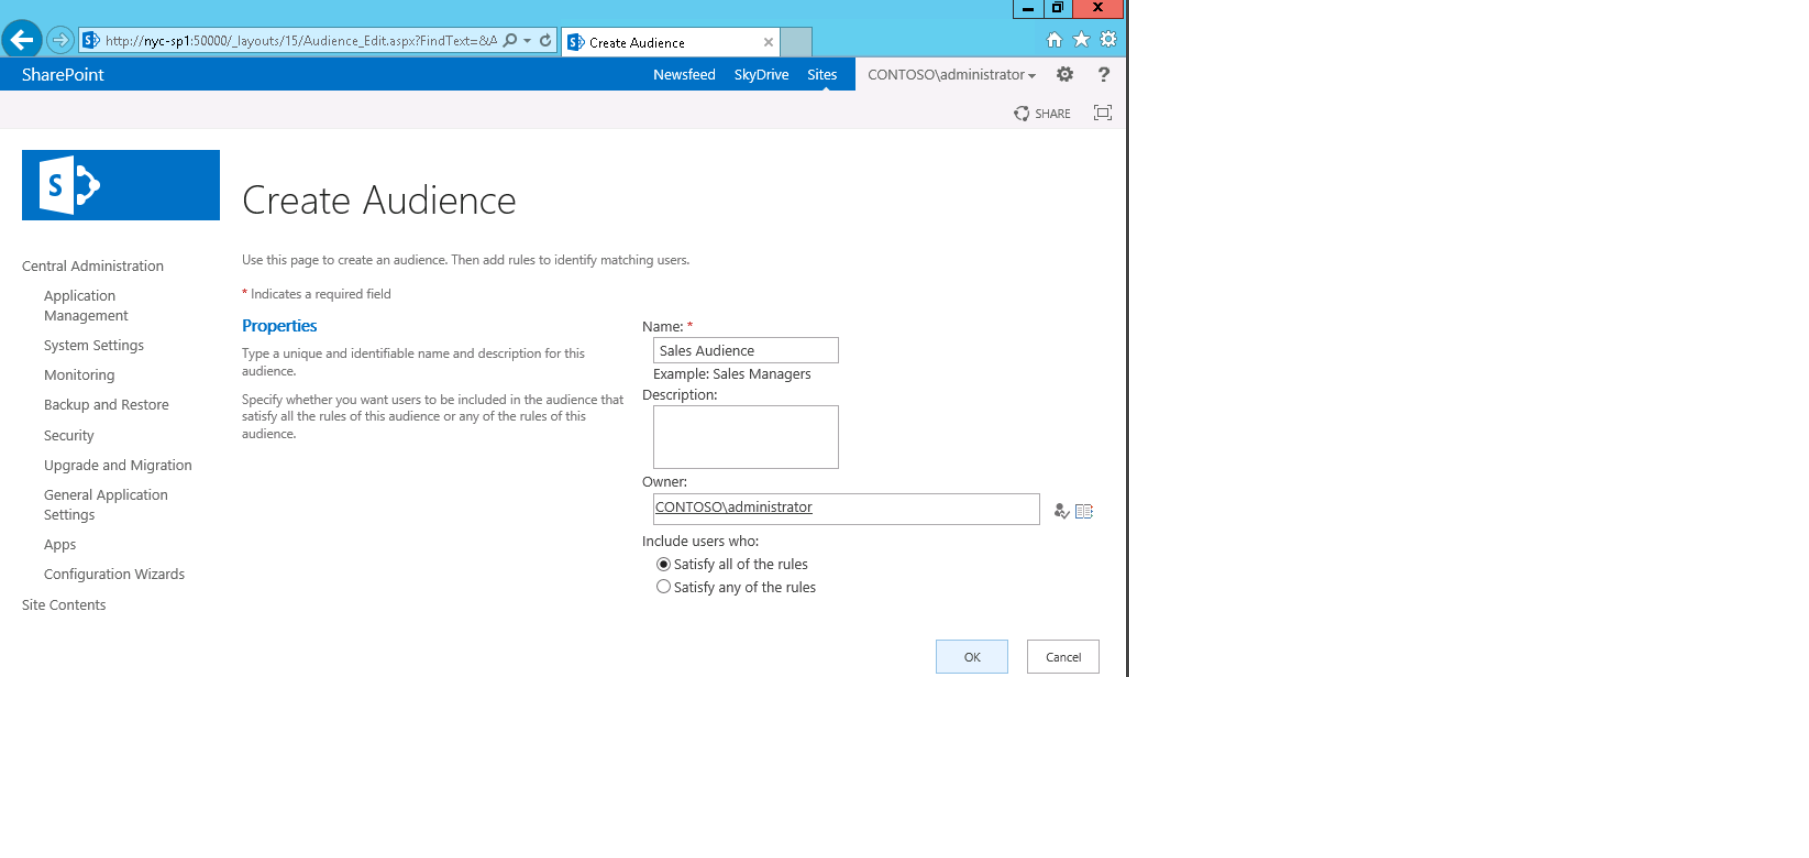 http://nyc-sp1:50000/_layouts/15/Audience_Edit.aspx?FindText=&A
Create Audience
SharePoint
Newsfeed SkyDrive Sites CONTOSO\administrator ?
SHARE
S
Create Audience
Central Administration
Application
Management
System Settings
Monitoring
Backup and Restore
Security
Upgrade and Migration
General Application
Settings
Apps
Configuration Wizards
Site Contents
Use this page to create an audience. Then add rules to identify matching users.
* Indicates a required field
Properties
Type a unique and identifiable name and description for this
audience.
Specify whether you want users to be included in the audience that
satisfy all the rules of this audience or any of the rules of this
audience.
Name: *
Sales Audience
Example: Sales Managers
Description:
Owner:
CONTOSO\administrator
Include users who:
Satisfy all of the rules
Satisfy any of the rules
OK Cancel